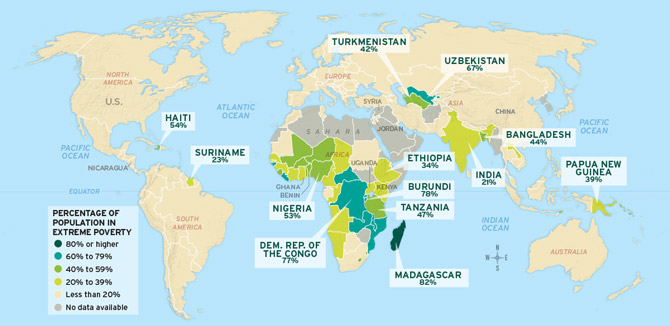 TURKMENISTAN
42%
UZBEKISTAN
67%
NORTH
AMERICA
EUROPE
ASIA
U.S.
SYRIA
CHINA
ATLANTIC
OCEAN
HAITI
54%
SAHARA
JORDAN
PACIFIC
OCEAN
BANGLADESH
44%
PACIFIC
OCEAN
SURINAME
23%
AFRICA
UGANDA
ETHIOPIA
34%
INDIA
21%
PAPUA NEW
GUINEA
39%
NICARAGUA
GHANA
BENIN
KENYA
BURUNDI
78%
EQUATOR
NIGERIA
53%
TANZANIA
47%
INDIAN
OCEAN
SOUTH
AMERICA
DEM. REP. OF
THE CONGO
77%
AUSTRALIA
MADAGASCAR
82%
N
W E
S
PERCENTAGE OF
POPULATION IN
EXTREME POVERTY
80% or higher
60% to 79%
40% to 59%
20% to 39%
Less than 20%
No data available